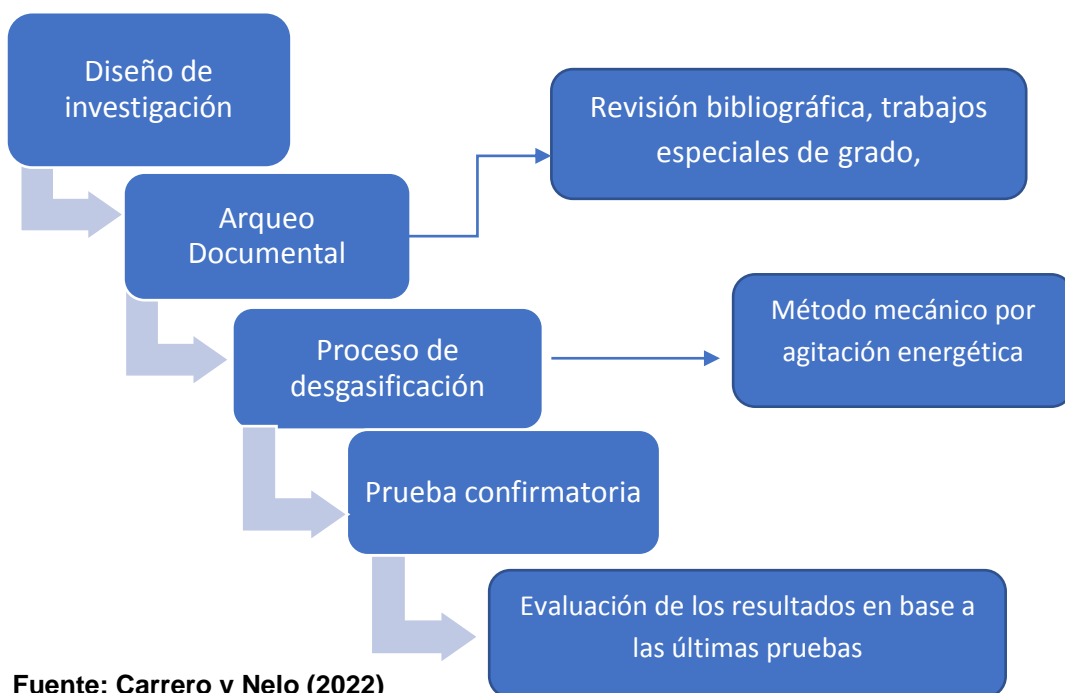 Diseño de
investigación
Revisión bibliográfica, trabajos
especiales de grado,
Arqueo
Documental
Método mecánico por
agitación energética
Proceso de
desgasificación
Prueba confirmatoria
Evaluación de los resultados en base a
las últimas pruebas
Fuente: Carrero y Nelo (2022)